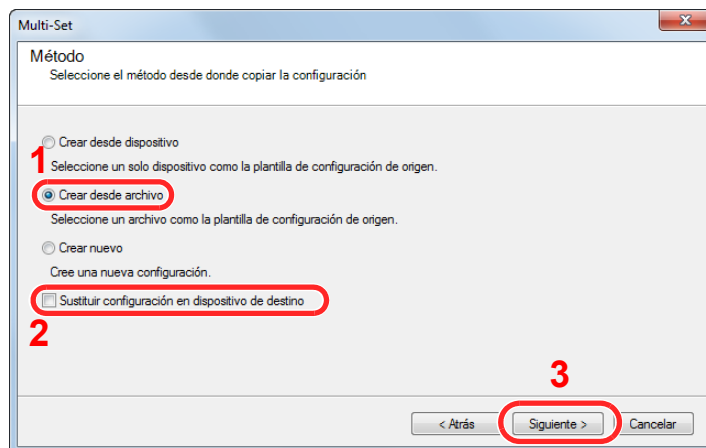 Multi-Set
Método
Seleccione el método desde donde copiar la configuración
Crear desde dispositivo
1
Seleccione un solo dispositivo como la plantilla de configuración de origen.
Crear desde archivo
Seleccione un archivo como la plantilla de configuración de origen.
Crear nuevo
Cree una nueva configuración.
Sustituir configuración en dispositivo de destino
2
3
< Atrás Siguiente > Cancelar